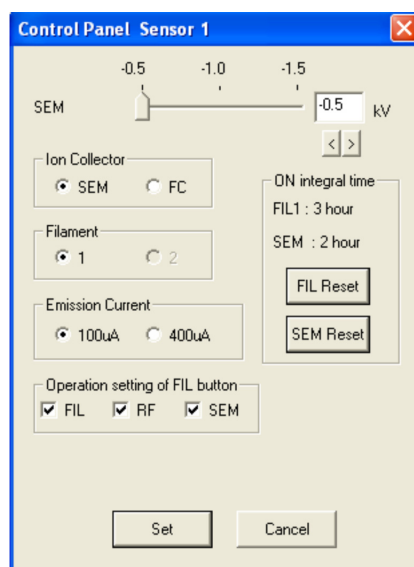 Control Panel Sensor 1
-0.5 -1.0 -1.5
SEM -0.5 kV
< >
Ion Collector
SEM FC
Filament
1 2
Emission Current
100uA 400uA
ON integral time
FIL1 : 3 hour
SEM : 2 hour
FIL Reset
SEM Reset
Operation setting of FIL button
FIL RF SEM
Set Cancel